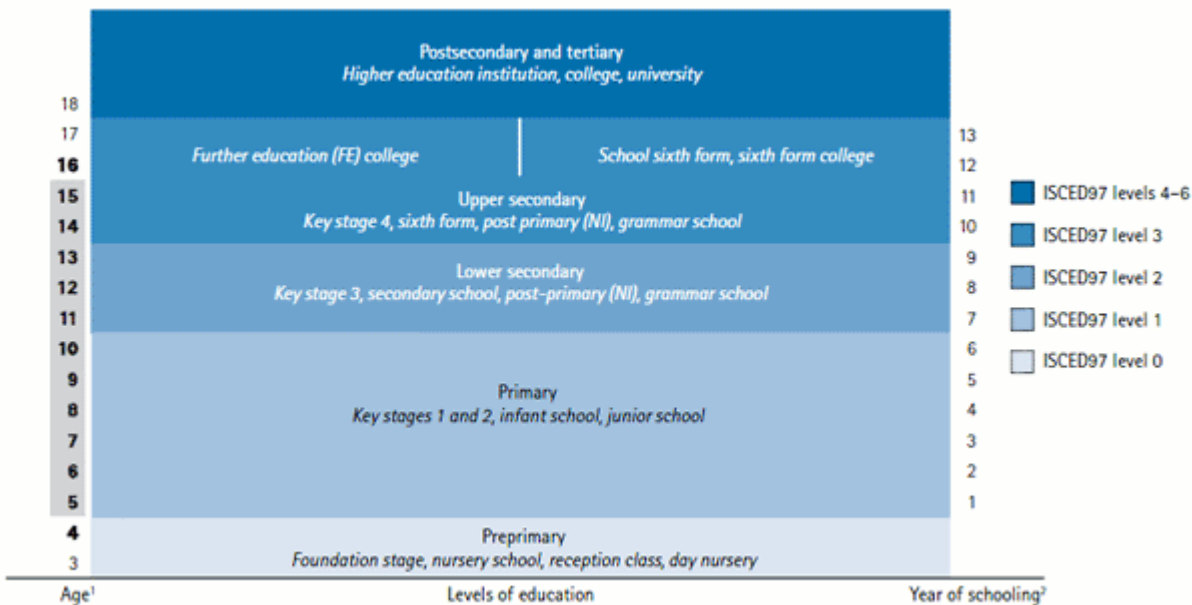 Postsecondary and tertiary
Higher education institution, college, university
18
17
Further education (FE) college
School sixth form, sixth form college
13
16
12
15
Upper secondary
11
14
Key stage 4, sixth form, post primary (NI), grammar school
10
13
9
12
Lower secondary
Key stage 3, secondary school, post-primary (NI), grammar school
8
11
7
10
6
9
5
8
Primary
Key stages 1 and 2, infant school, junior school
4
7
3
6
2
5
1
4
Preprimary
3
Foundation stage, nursery school, reception class, day nursery
Age¹
Levels of education
Year of schooling²
ISCED97 levels 4–6
ISCED97 level 3
ISCED97 level 2
ISCED97 level 1
ISCED97 level 0